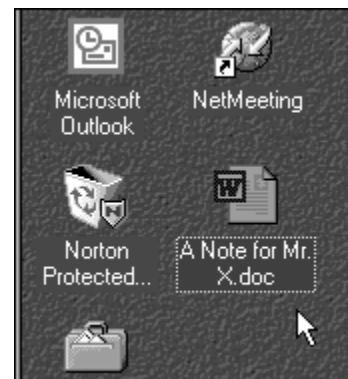 Microsoft
Outlook
NetMeeting
Norton
Protected...
A Note for Mr.
X.doc